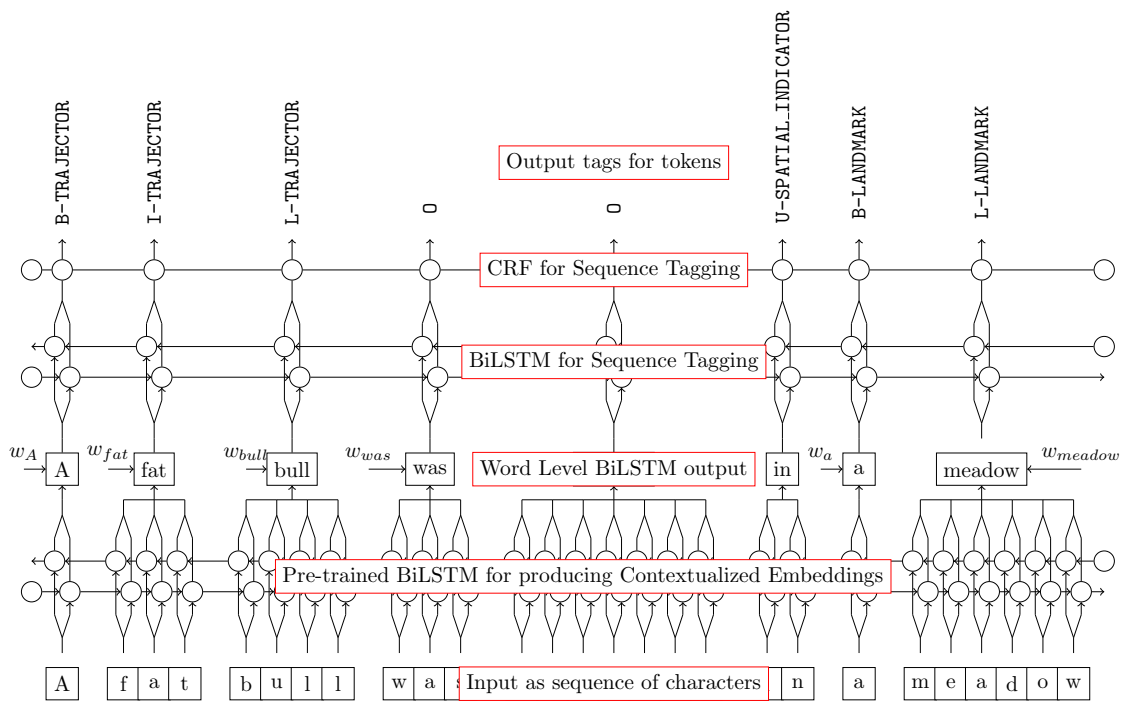 B-TRAJECTOR I-TRAJECTOR L-TRAJECTOR O O U-SPATIAL_INDICATOR B-LANDMARK L-LANDMARK
Output tags for tokens
CRF for Sequence Tagging
BiLSTM for Sequence Tagging
w_A A w_fat fat w_bull bull w_was was Word Level BiLSTM output in w_a a meadow w_meadow
Pre-trained BiLSTM for producing Contextualized Embeddings
A f a t b u l l w a Input as sequence of characters n a m e a d o w